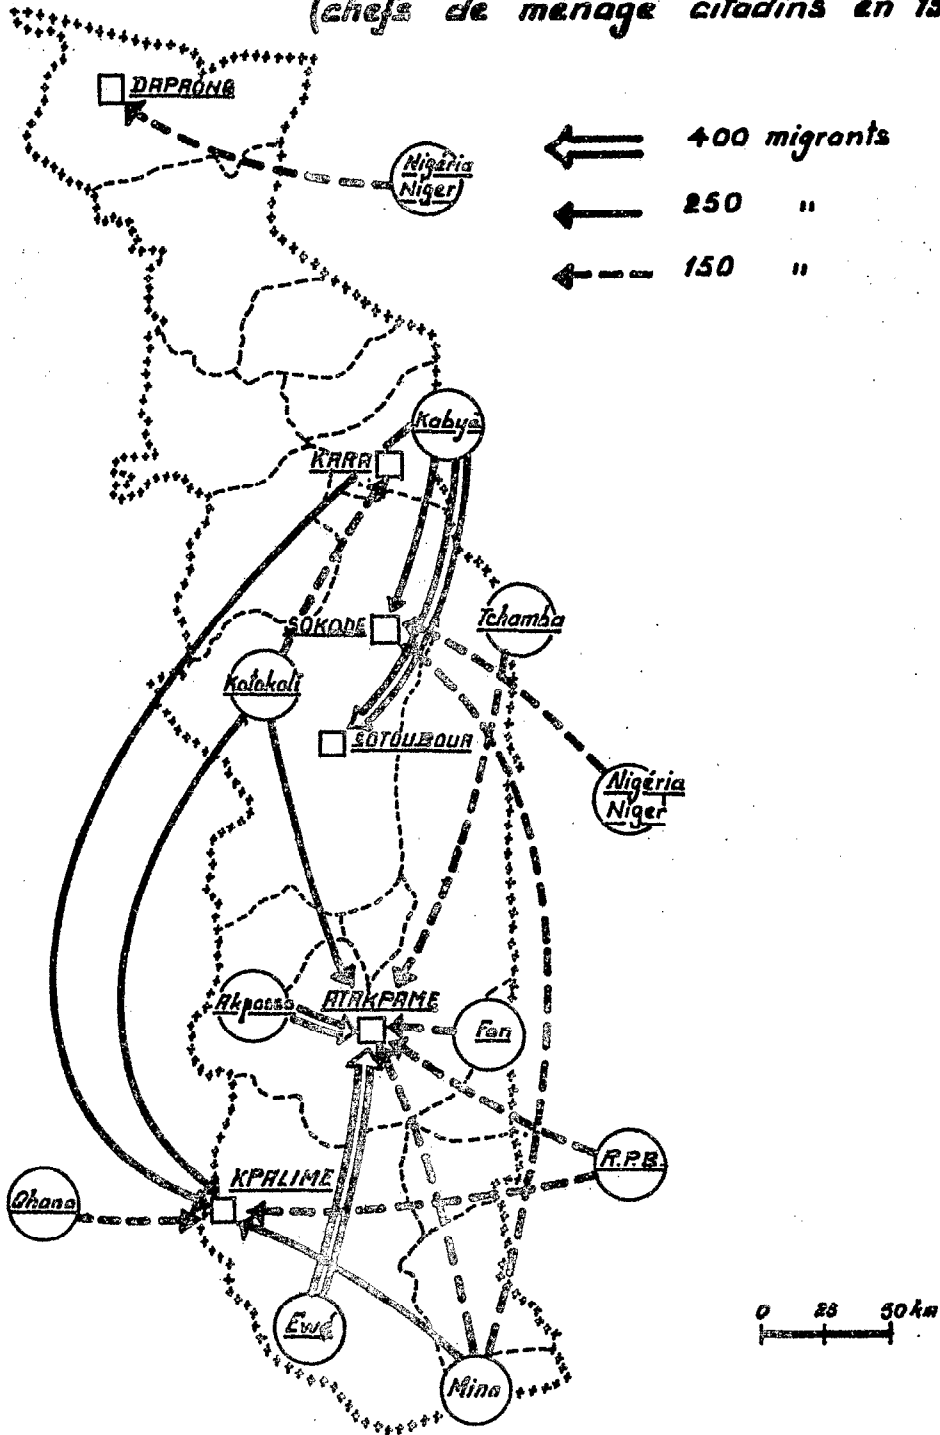 (chefs de menage citadins en 19
DAPAONG
400 migrants
Nigéria
Niger)
250 "
150 "
Kabyé
KARA
Tchamba
SOKODE
Kotokoli
SOTOUBOUA
Nigéria
Niger
Akposso
ATAKPAME
Fon
R.P.B.
KPALIME
Ghana
Ewé
0 25 50 km
Mina